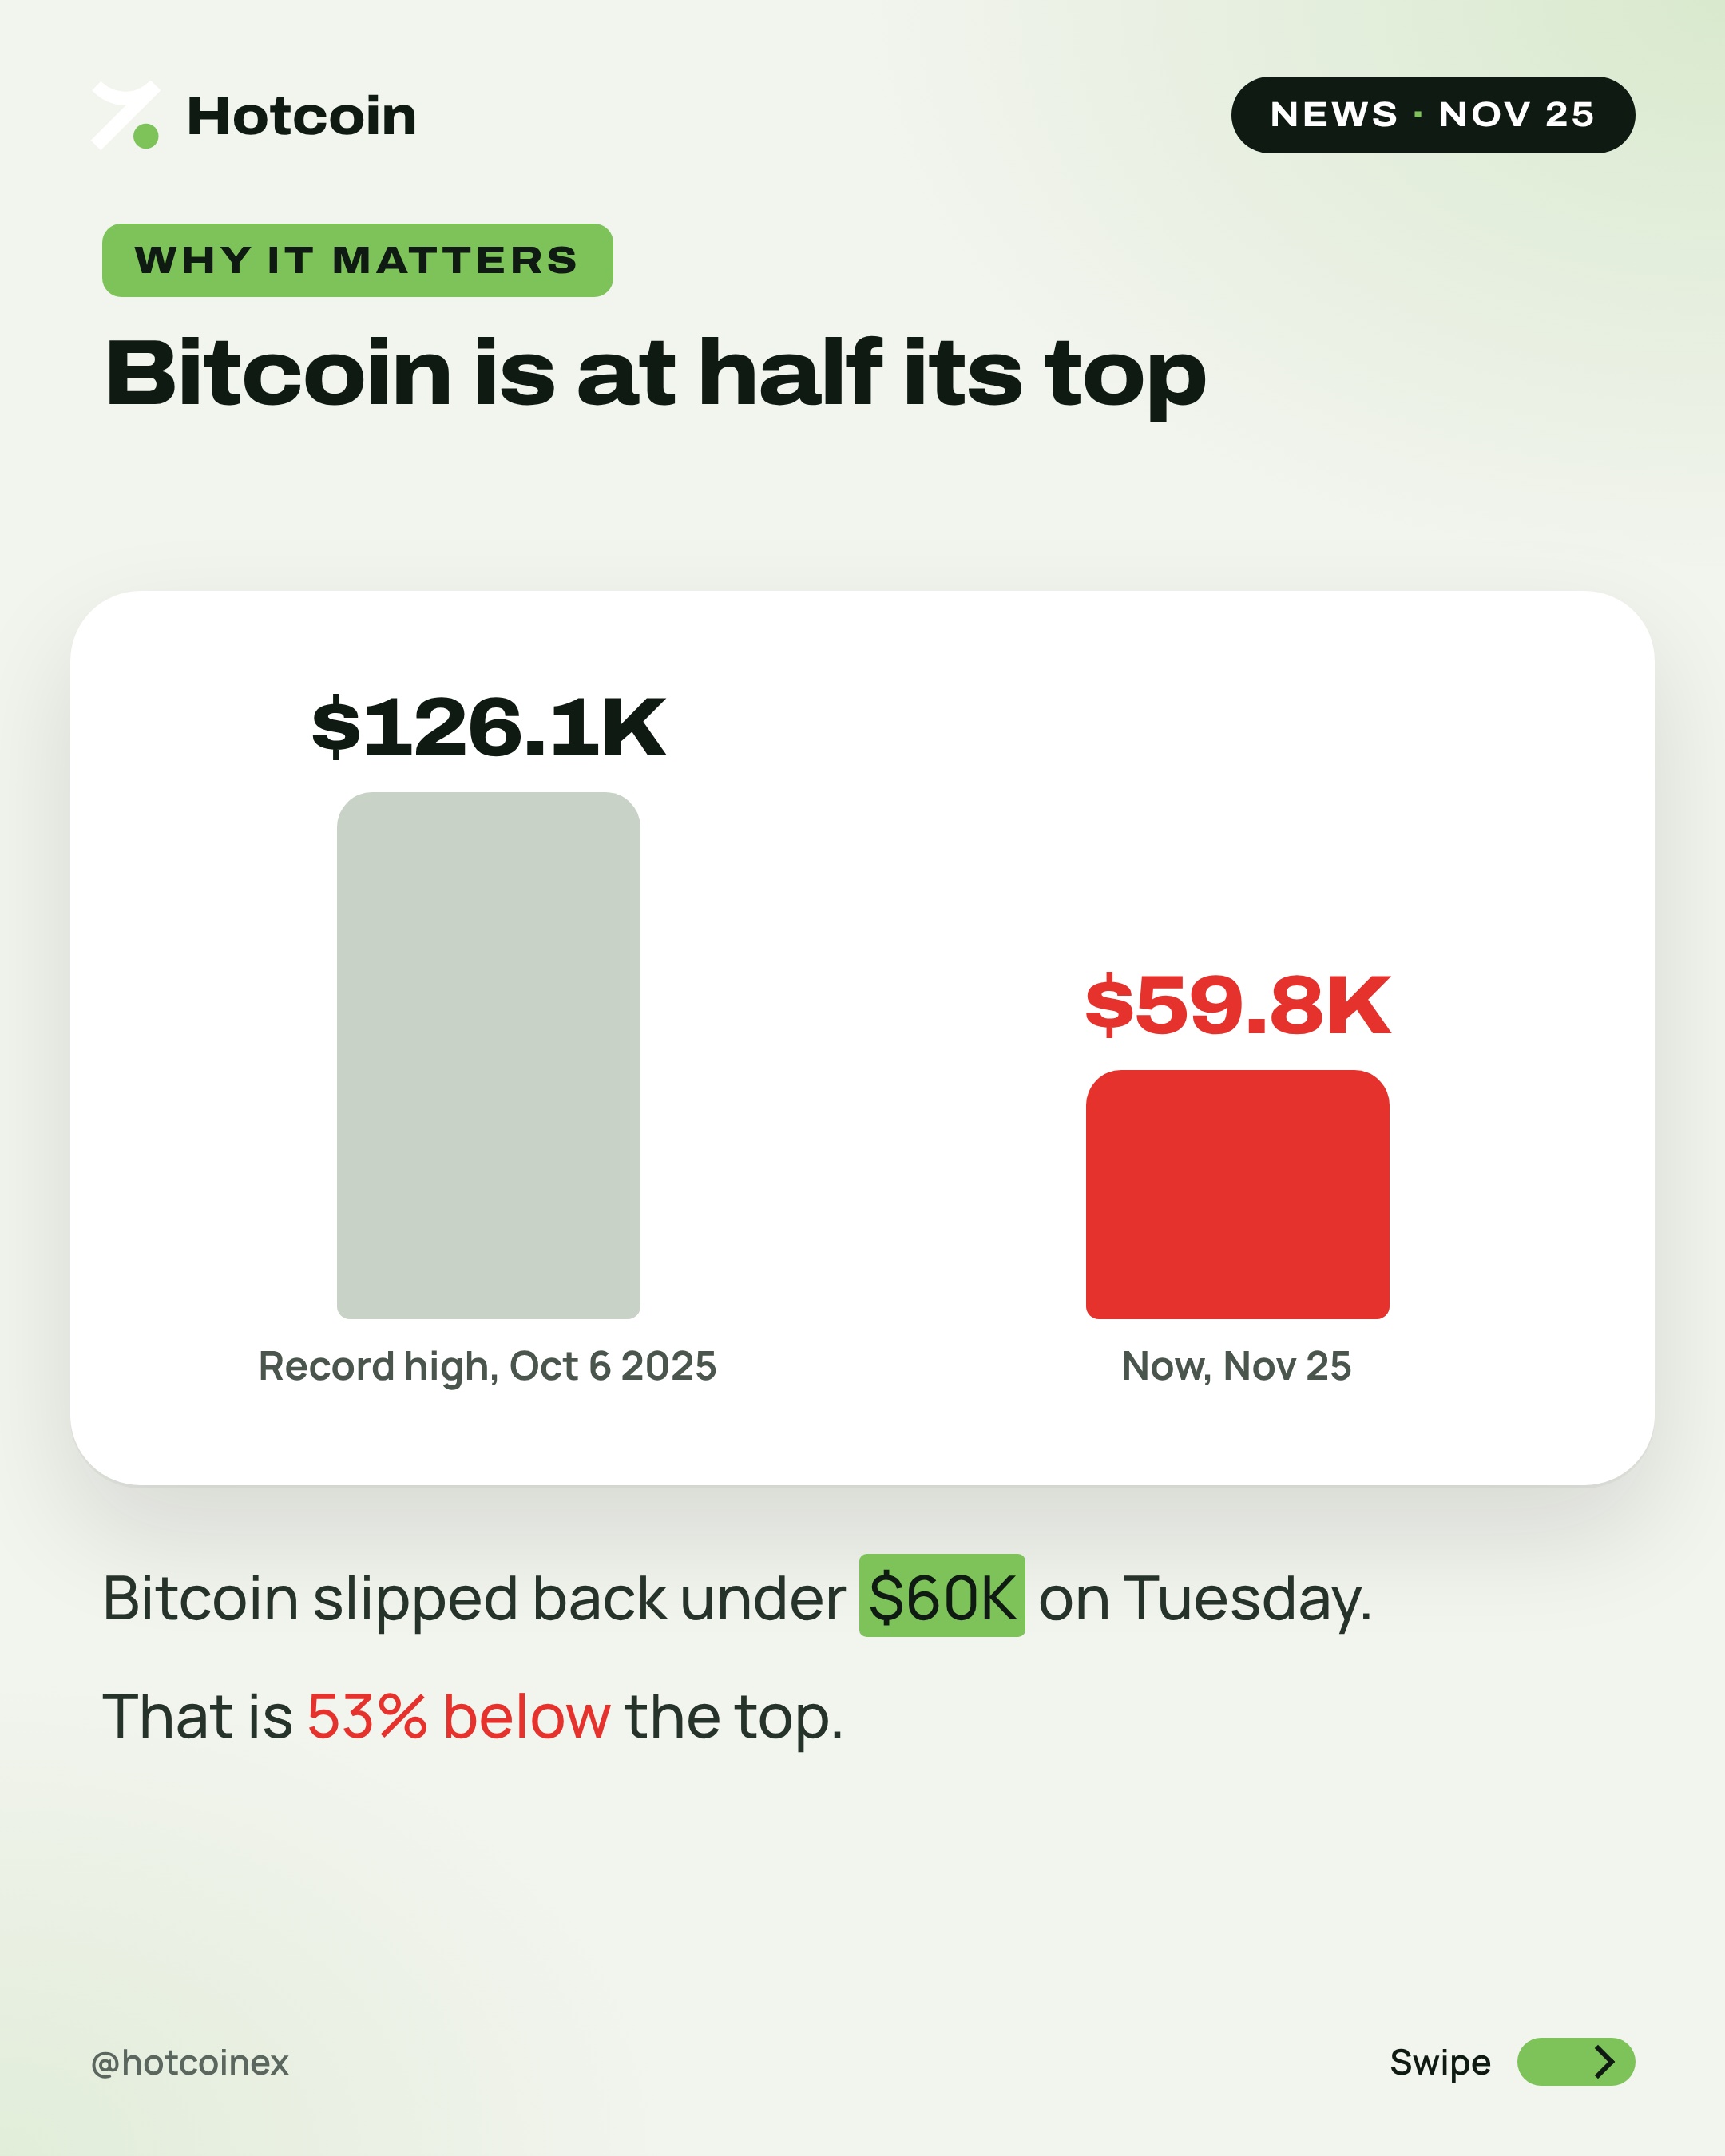 Hotcoin
NEWS · NOV 25
WHY IT MATTERS
Bitcoin is at half its top
$126.1K
$59.8K
Record high, Oct 6 2025
Now, Nov 25
Bitcoin slipped back under $60K on Tuesday.
That is 53% below the top.
@hotcoinex
Swipe